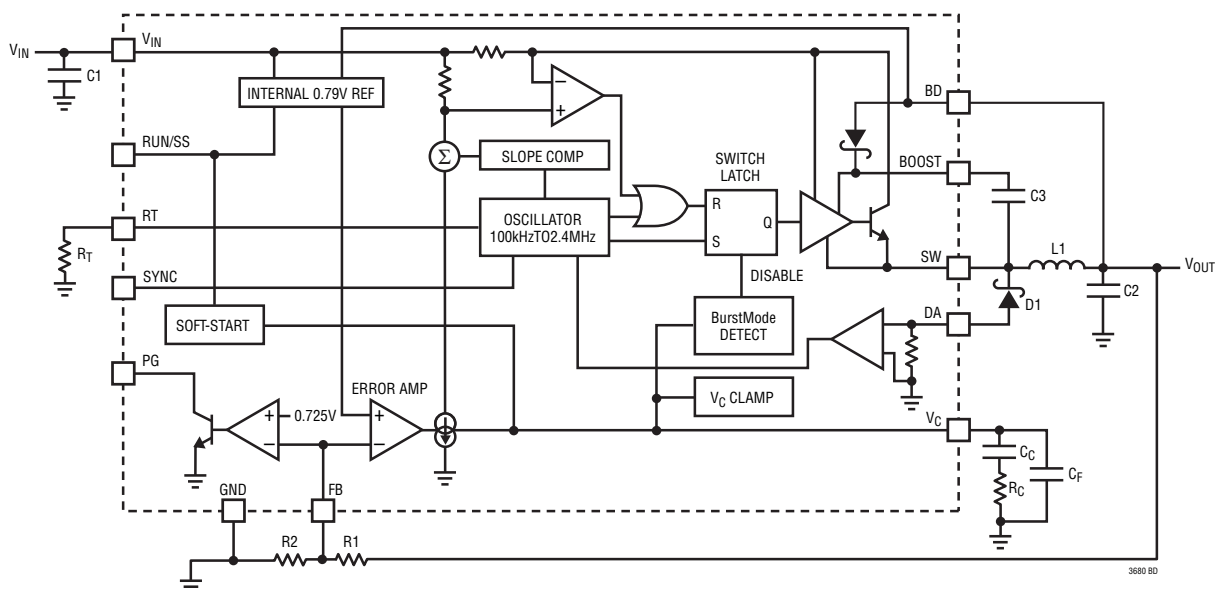 VIN
VIN
C1
INTERNAL 0.79V REF
BD
RUN/SS
Σ
SLOPE COMP
SWITCH
LATCH
BOOST
C3
−
+
RT
RT
OSCILLATOR
100kHzTO2.4MHz
R
S
Q
SYNC
DISABLE
SW
L1
VOUT
C2
D1
SOFT-START
BurstMode
DETECT
DA
PG
ERROR AMP
VC CLAMP
+
0.725V
−
+
−
VC
CC
RC
CF
GND
FB
R2
R1
3680 BD